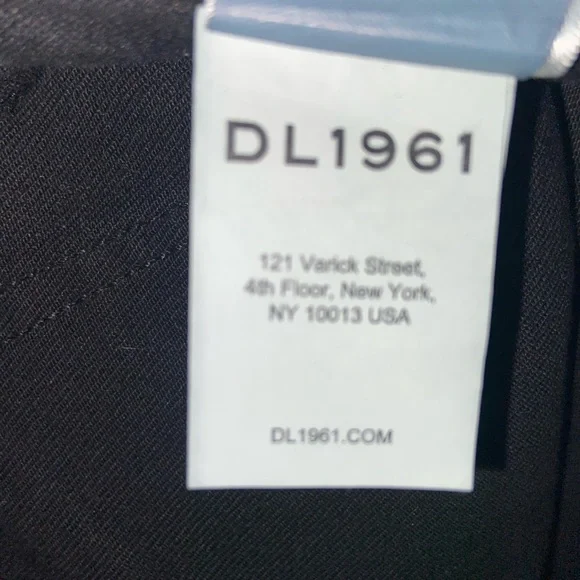 DL1961
121 Varick Street,
4th Floor, New York,
NY 10013 USA
DL1961.COM